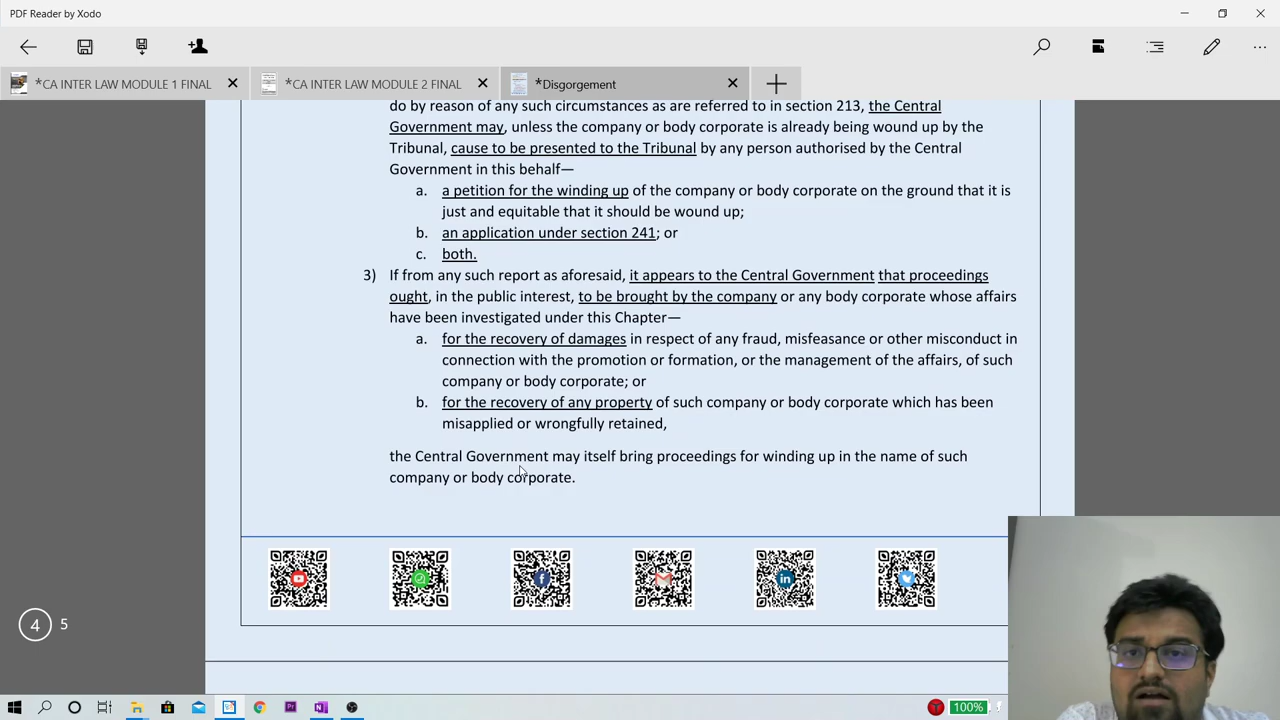 PDF Reader by Xodo
*CA INTER LAW MODULE 1 FINAL
*CA INTER LAW MODULE 2 FINAL
*Disgorgement
do by reason of any such circumstances as are referred to in section 213, the Central
Government may, unless the company or body corporate is already being wound up by the
Tribunal, cause to be presented to the Tribunal by any person authorised by the Central
Government in this behalf—
a. a petition for the winding up of the company or body corporate on the ground that it is
just and equitable that it should be wound up;
b. an application under section 241; or
c. both.
3) If from any such report as aforesaid, it appears to the Central Government that proceedings
ought, in the public interest, to be brought by the company or any body corporate whose affairs
have been investigated under this Chapter—
a. for the recovery of damages in respect of any fraud, misfeasance or other misconduct in
connection with the promotion or formation, or the management of the affairs, of such
company or body corporate; or
b. for the recovery of any property of such company or body corporate which has been
misapplied or wrongfully retained,
the Central Government may itself bring proceedings for winding up in the name of such
company or body corporate.
4 5
100%